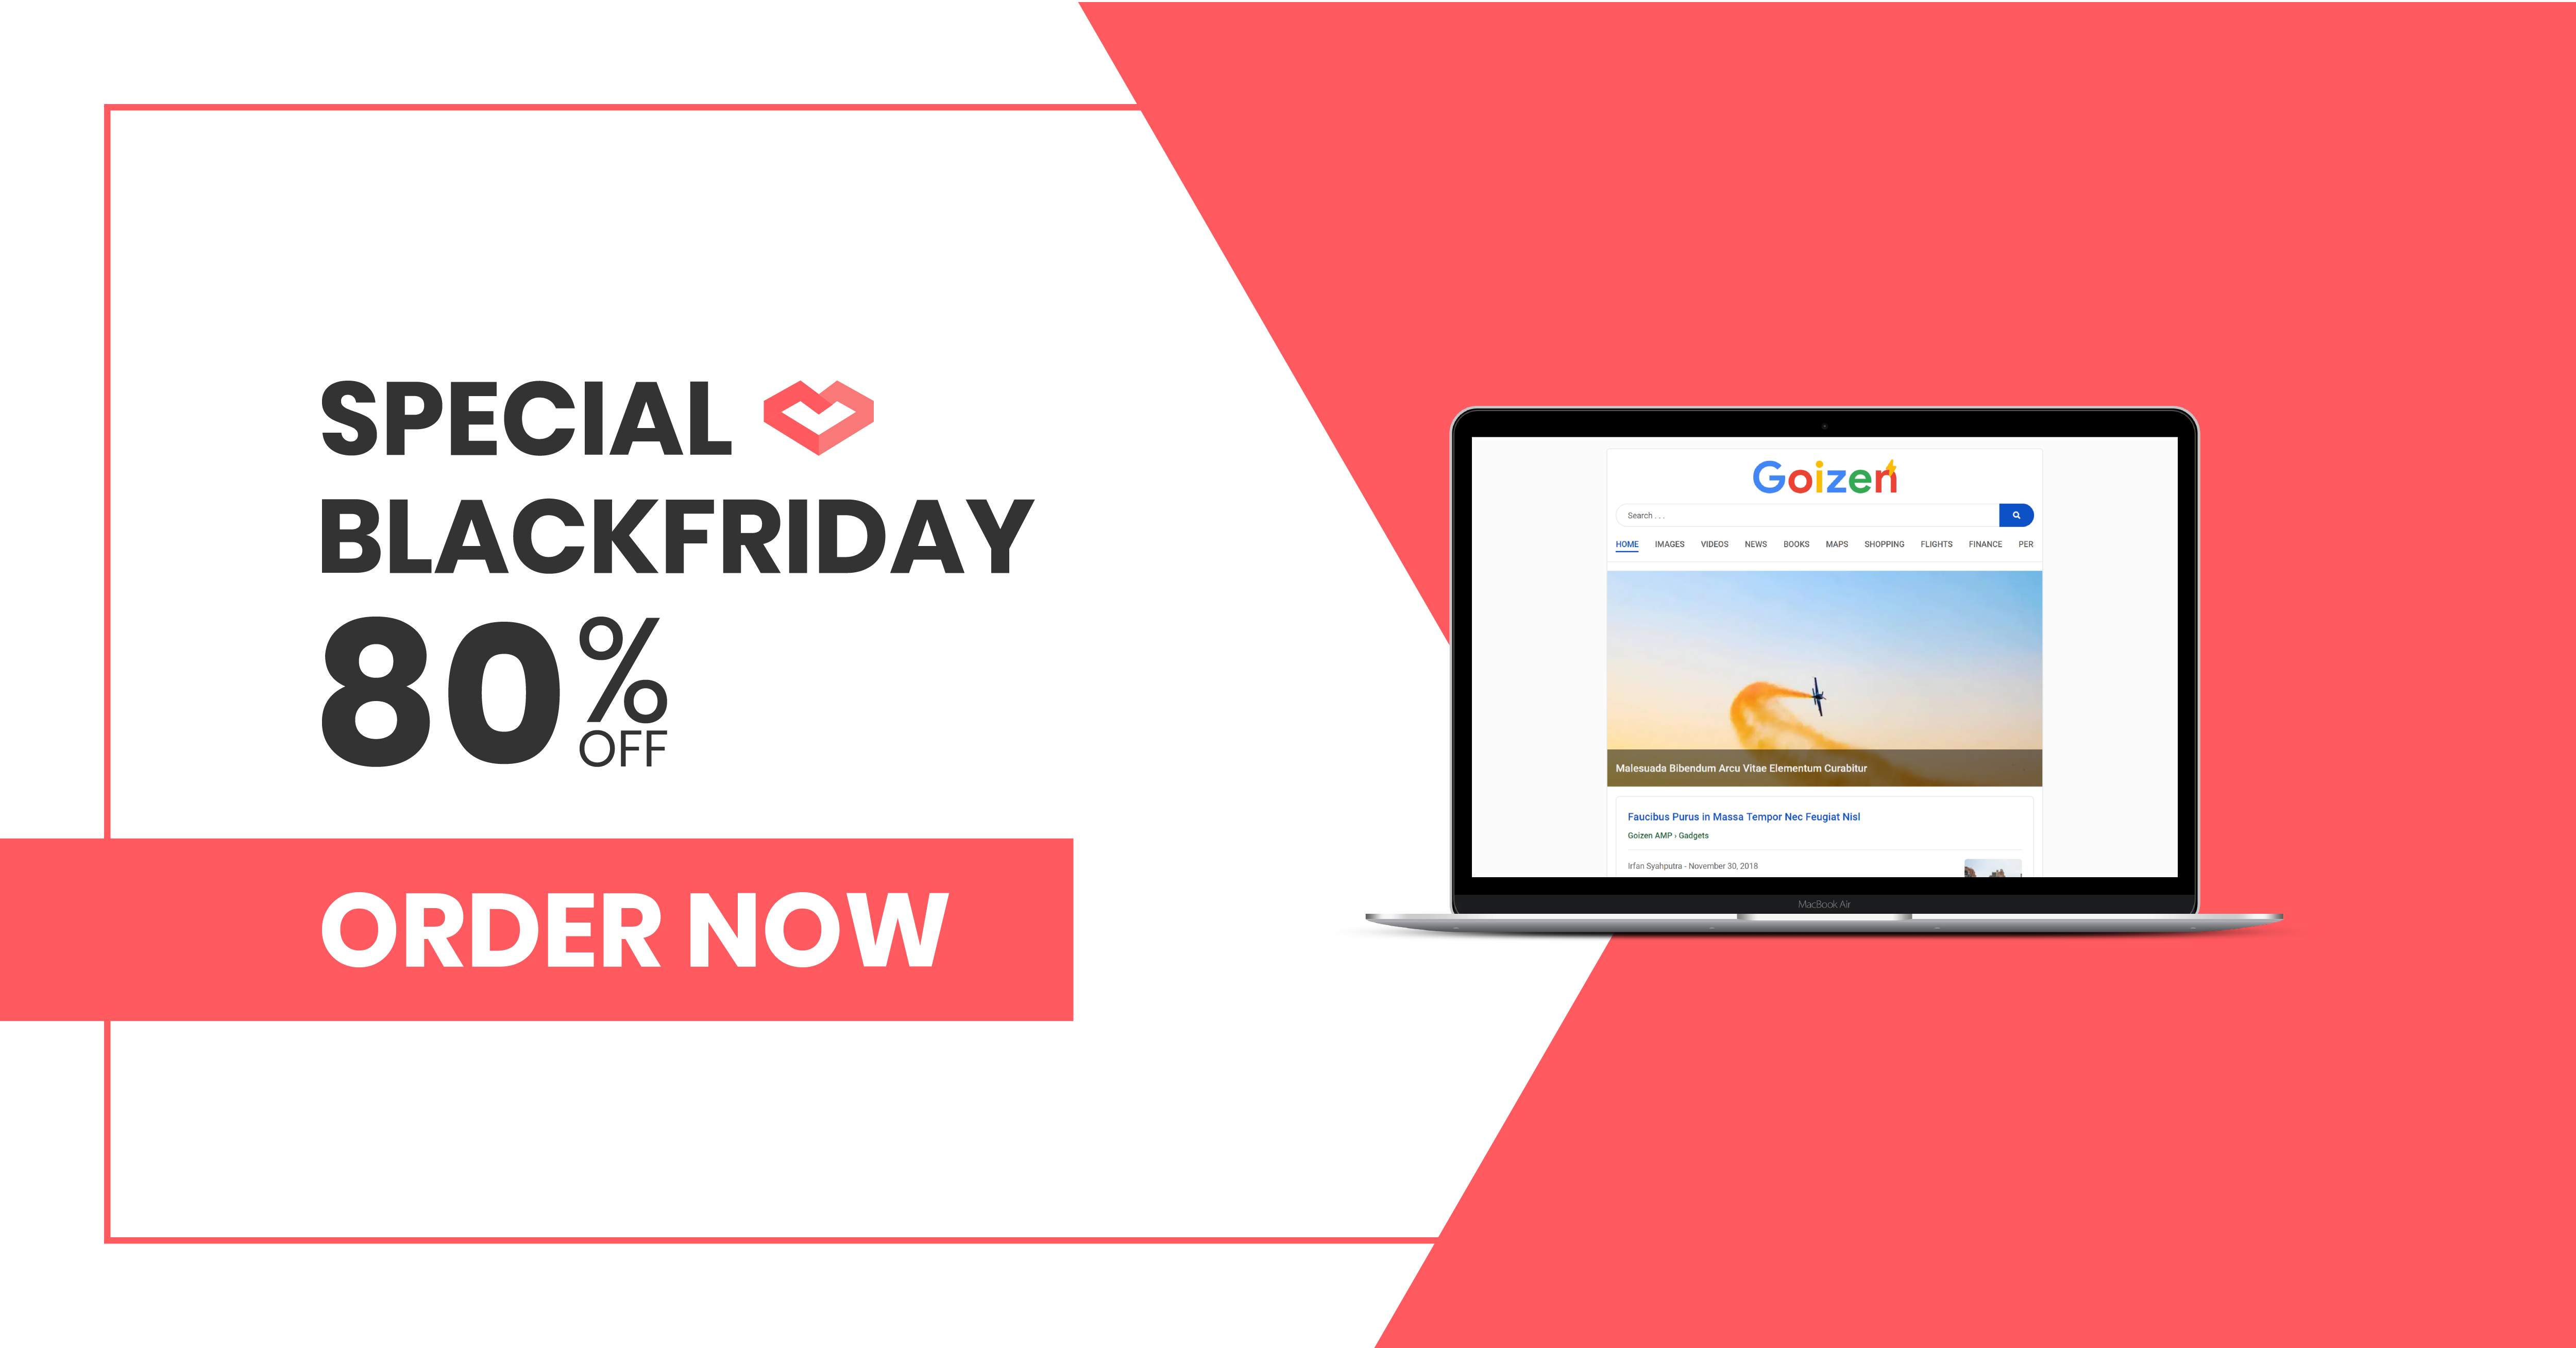 SPECIAL
BLACKFRIDAY
80%
OFF
ORDER NOW
Goizen
Search . . .
HOME IMAGES VIDEOS NEWS BOOKS MAPS SHOPPING FLIGHTS FINANCE PER
Malesuada Bibendum Arcu Vitae Elementum Curabitur
Faucibus Purus in Massa Tempor Nec Feugiat Nisl
Goizen AMP › Gadgets
Irfan Syahputra - November 30, 2018
MacBook Air